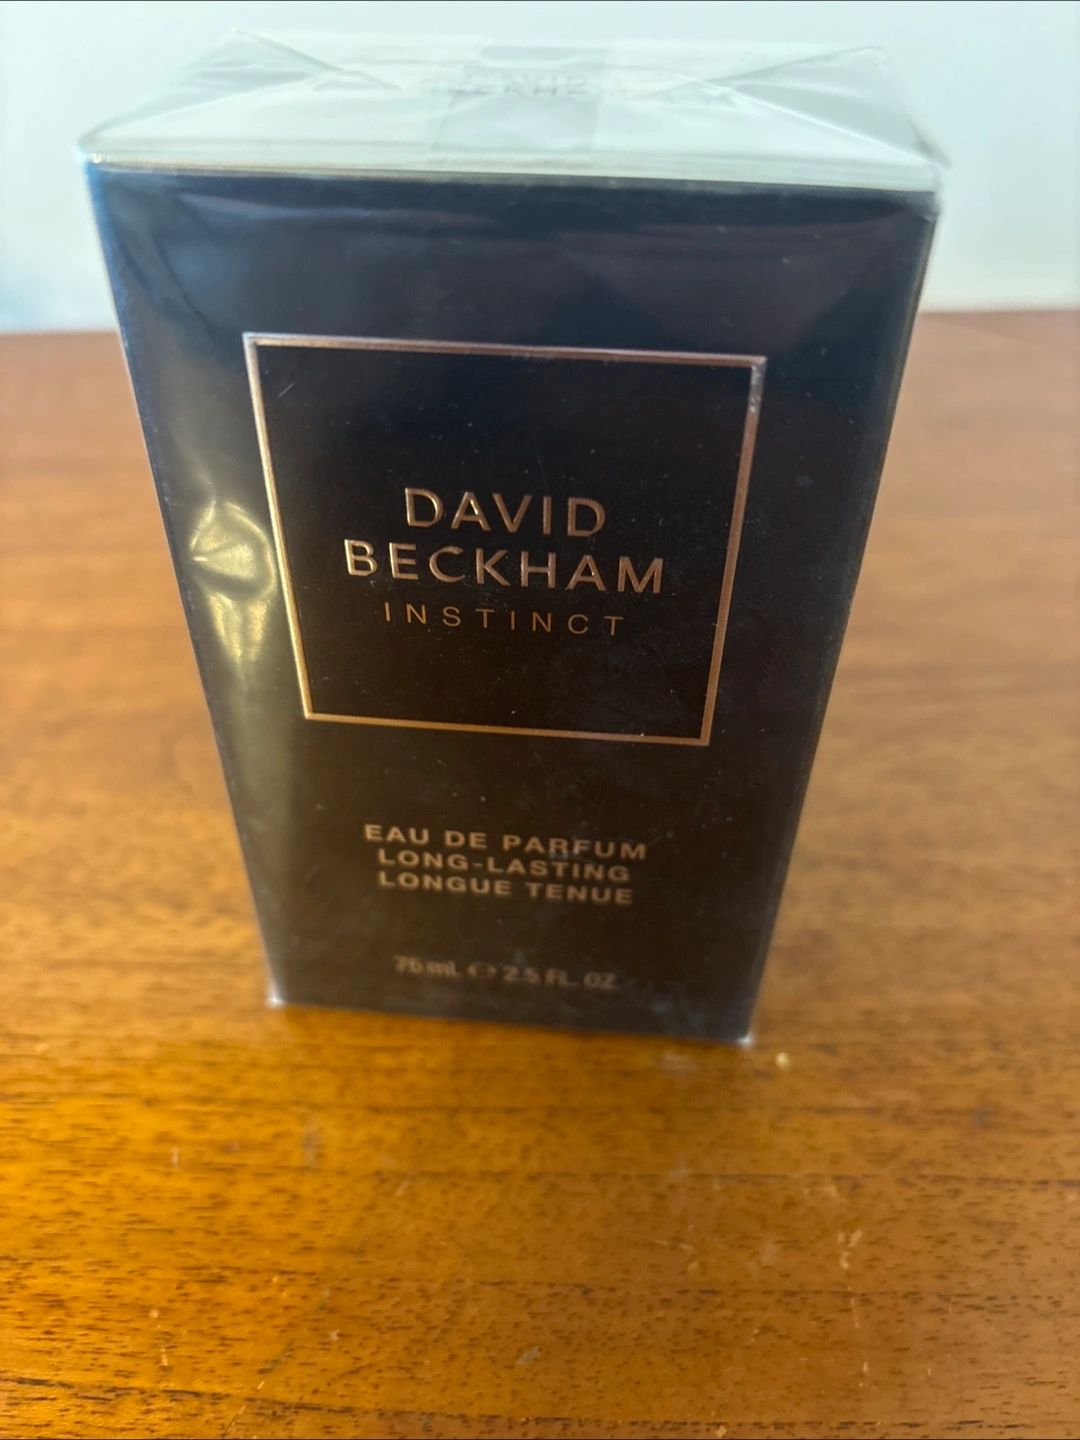 DAVID
BECKHAM
INSTINCT
EAU DE PARFUM
LONG-LASTING
LONGUE TENUE
75 mL ℮ 2.5 FL. OZ